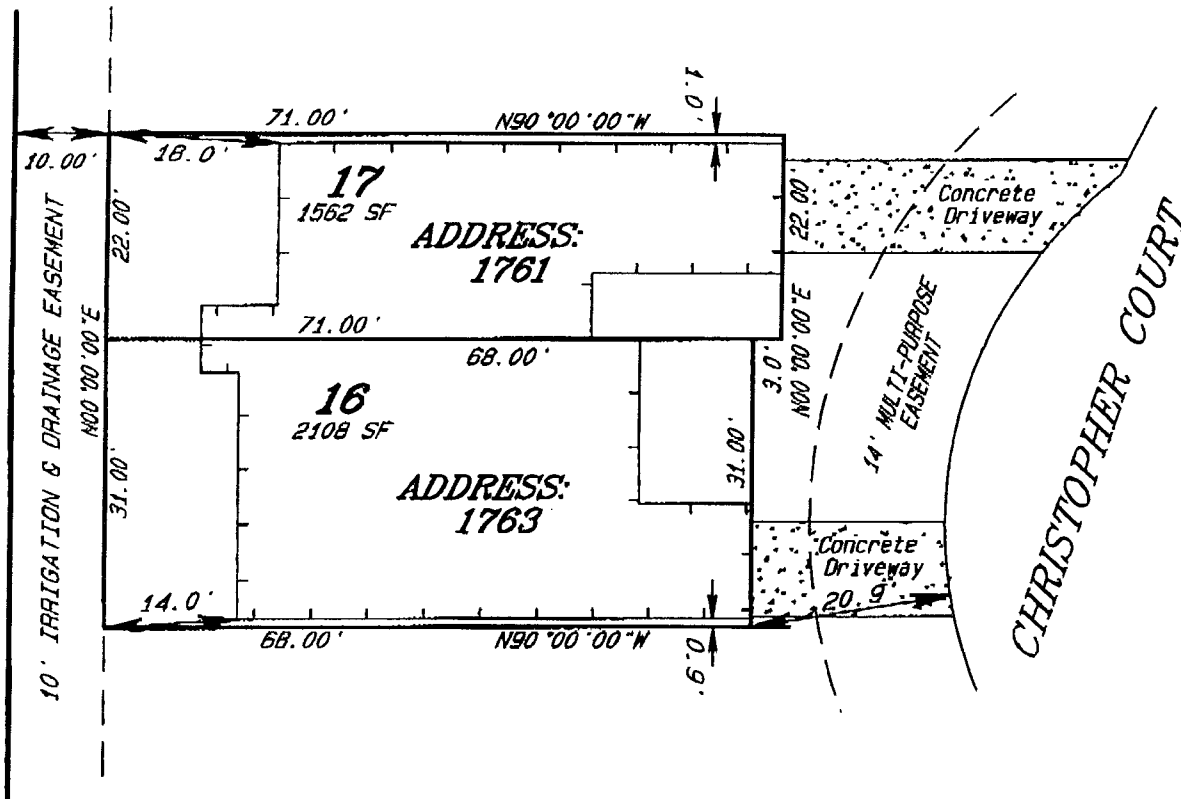 1.0'
71.00' N90°00'00"W
10.00'
18.0'
17
1562 SF
22.00'
22.00
Concrete
Driveway
ADDRESS:
1761
10' IRRIGATION & DRAINAGE EASEMENT
N00°00'00"E
71.00'
68.00'
3.0'
N00°00'00"E
14' MULTI-PURPOSE
EASEMENT
CHRISTOPHER COURT
16
2108 SF
31.00'
31.00'
ADDRESS:
1763
Concrete
Driveway
20.9'
14.0'
68.00' N90°00'00"W
0.9'